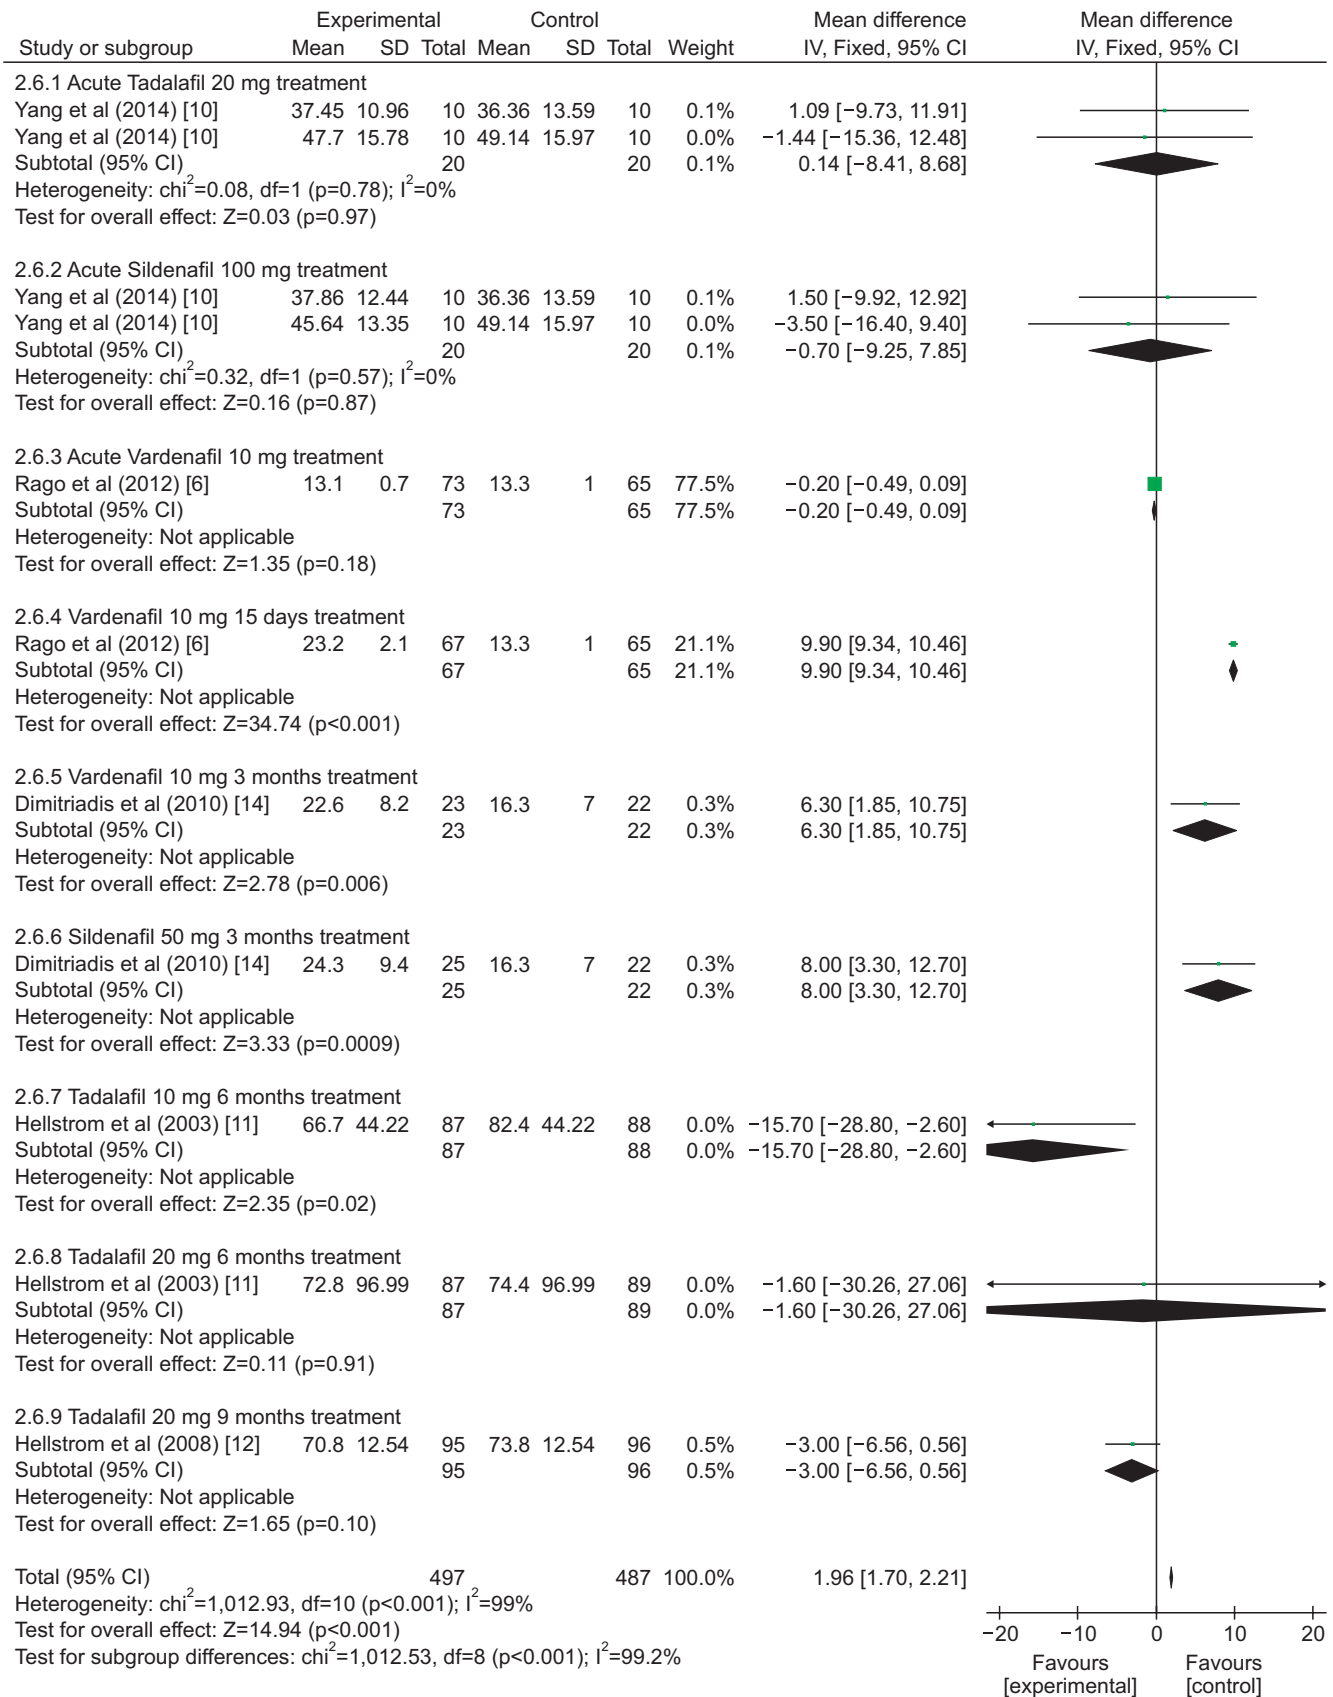 Experimental Control Mean difference Mean difference
Study or subgroup Mean SD Total Mean SD Total Weight IV, Fixed, 95% CI IV, Fixed, 95% CI
2.6.1 Acute Tadalafil 20 mg treatment
Yang et al (2014) [10] 37.45 10.96 10 36.36 13.59 10 0.1% 1.09 [−9.73, 11.91]
Yang et al (2014) [10] 47.7 15.78 10 49.14 15.97 10 0.0% −1.44 [−15.36, 12.48]
Subtotal (95% CI) 20 20 0.1% 0.14 [−8.41, 8.68]
Heterogeneity: chi²=0.08, df=1 (p=0.78); I²=0%
Test for overall effect: Z=0.03 (p=0.97)
2.6.2 Acute Sildenafil 100 mg treatment
Yang et al (2014) [10] 37.86 12.44 10 36.36 13.59 10 0.1% 1.50 [−9.92, 12.92]
Yang et al (2014) [10] 45.64 13.35 10 49.14 15.97 10 0.0% −3.50 [−16.40, 9.40]
Subtotal (95% CI) 20 20 0.1% −0.70 [−9.25, 7.85]
Heterogeneity: chi²=0.32, df=1 (p=0.57); I²=0%
Test for overall effect: Z=0.16 (p=0.87)
2.6.3 Acute Vardenafil 10 mg treatment
Rago et al (2012) [6] 13.1 0.7 73 13.3 1 65 77.5% −0.20 [−0.49, 0.09]
Subtotal (95% CI) 73 65 77.5% −0.20 [−0.49, 0.09]
Heterogeneity: Not applicable
Test for overall effect: Z=1.35 (p=0.18)
2.6.4 Vardenafil 10 mg 15 days treatment
Rago et al (2012) [6] 23.2 2.1 67 13.3 1 65 21.1% 9.90 [9.34, 10.46]
Subtotal (95% CI) 67 65 21.1% 9.90 [9.34, 10.46]
Heterogeneity: Not applicable
Test for overall effect: Z=34.74 (p<0.001)
2.6.5 Vardenafil 10 mg 3 months treatment
Dimitriadis et al (2010) [14] 22.6 8.2 23 16.3 7 22 0.3% 6.30 [1.85, 10.75]
Subtotal (95% CI) 23 22 0.3% 6.30 [1.85, 10.75]
Heterogeneity: Not applicable
Test for overall effect: Z=2.78 (p=0.006)
2.6.6 Sildenafil 50 mg 3 months treatment
Dimitriadis et al (2010) [14] 24.3 9.4 25 16.3 7 22 0.3% 8.00 [3.30, 12.70]
Subtotal (95% CI) 25 22 0.3% 8.00 [3.30, 12.70]
Heterogeneity: Not applicable
Test for overall effect: Z=3.33 (p=0.0009)
2.6.7 Tadalafil 10 mg 6 months treatment
Hellstrom et al (2003) [11] 66.7 44.22 87 82.4 44.22 88 0.0% −15.70 [−28.80, −2.60]
Subtotal (95% CI) 87 88 0.0% −15.70 [−28.80, −2.60]
Heterogeneity: Not applicable
Test for overall effect: Z=2.35 (p=0.02)
2.6.8 Tadalafil 20 mg 6 months treatment
Hellstrom et al (2003) [11] 72.8 96.99 87 74.4 96.99 89 0.0% −1.60 [−30.26, 27.06]
Subtotal (95% CI) 87 89 0.0% −1.60 [−30.26, 27.06]
Heterogeneity: Not applicable
Test for overall effect: Z=0.11 (p=0.91)
2.6.9 Tadalafil 20 mg 9 months treatment
Hellstrom et al (2008) [12] 70.8 12.54 95 73.8 12.54 96 0.5% −3.00 [−6.56, 0.56]
Subtotal (95% CI) 95 96 0.5% −3.00 [−6.56, 0.56]
Heterogeneity: Not applicable
Test for overall effect: Z=1.65 (p=0.10)
Total (95% CI) 497 487 100.0% 1.96 [1.70, 2.21]
Heterogeneity: chi²=1,012.93, df=10 (p<0.001); I²=99%
Test for overall effect: Z=14.94 (p<0.001)
Test for subgroup differences: chi²=1,012.53, df=8 (p<0.001); I²=99.2%
−20 −10 0 10 20
Favours Favours
[experimental] [control]